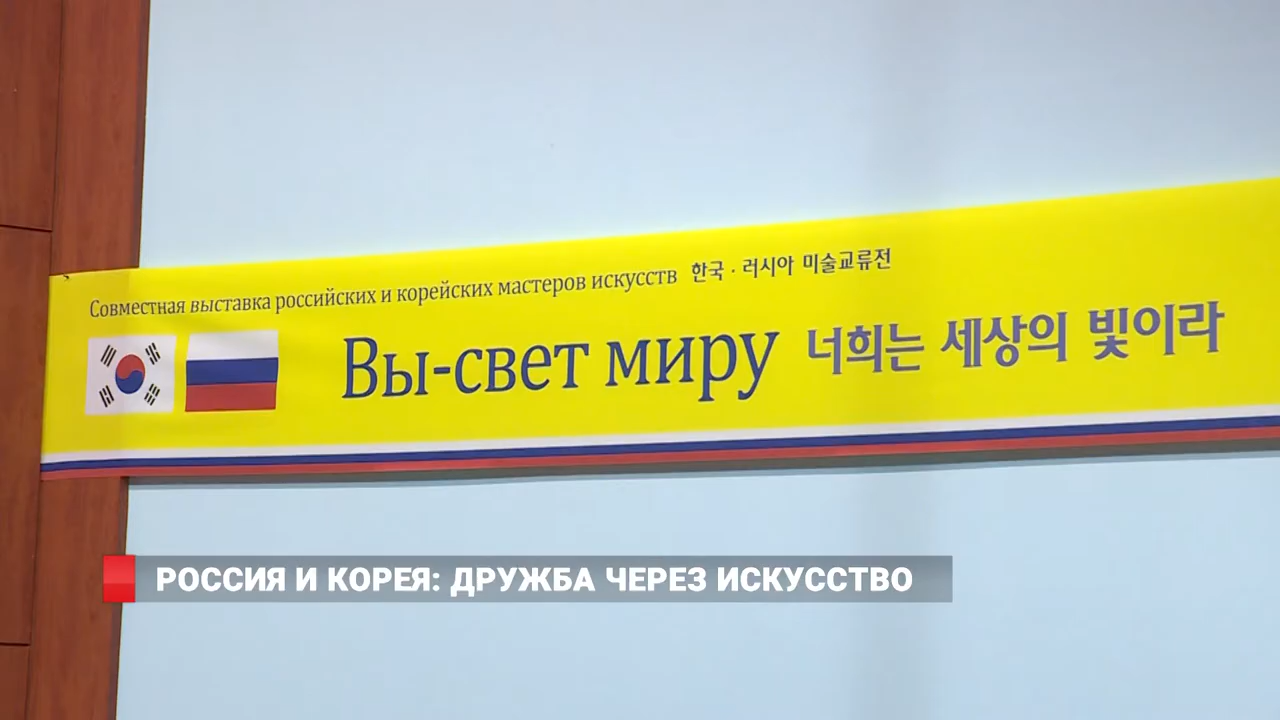 Совместная выставка российских и корейских мастеров искусств 한국 · 러시아 미술교류전
Вы-свет миру 너희는 세상의 빛이라
РОССИЯ И КОРЕЯ: ДРУЖБА ЧЕРЕЗ ИСКУССТВО